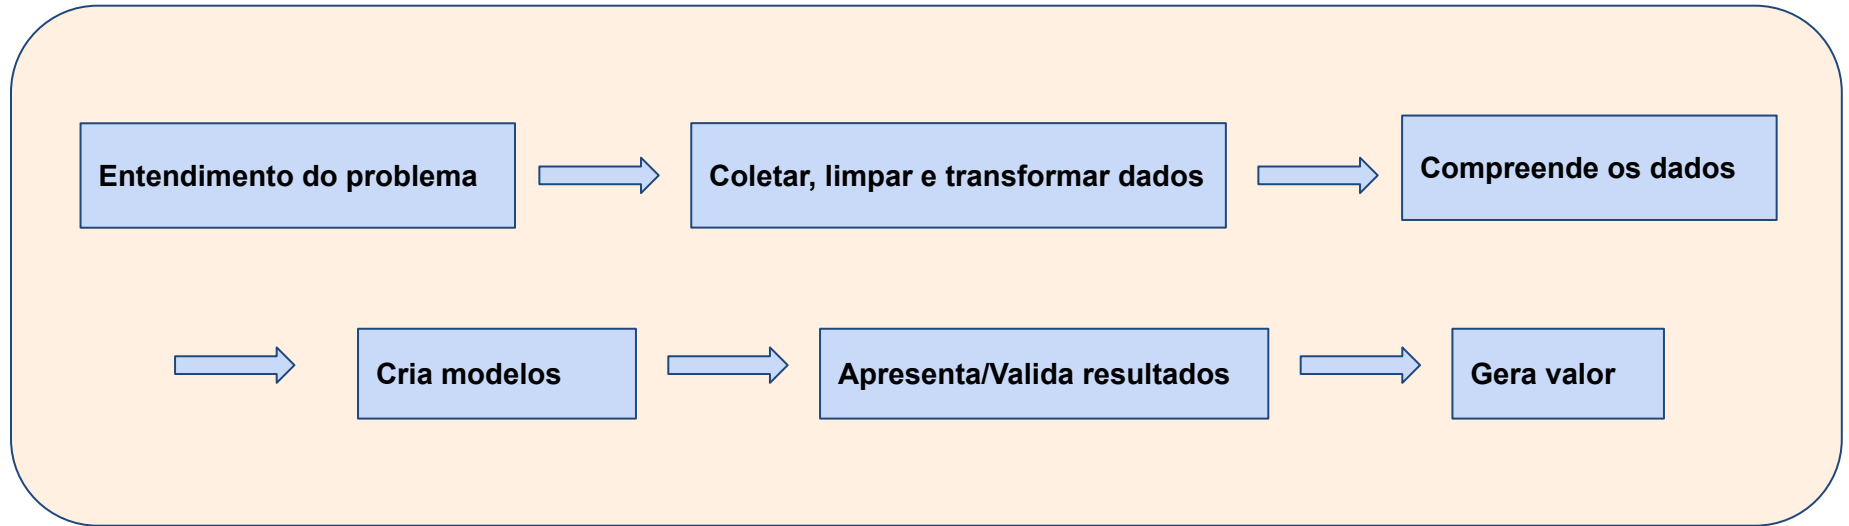 Entendimento do problema
Coletar, limpar e transformar dados
Compreende os dados
Cria modelos
Apresenta/Valida resultados
Gera valor